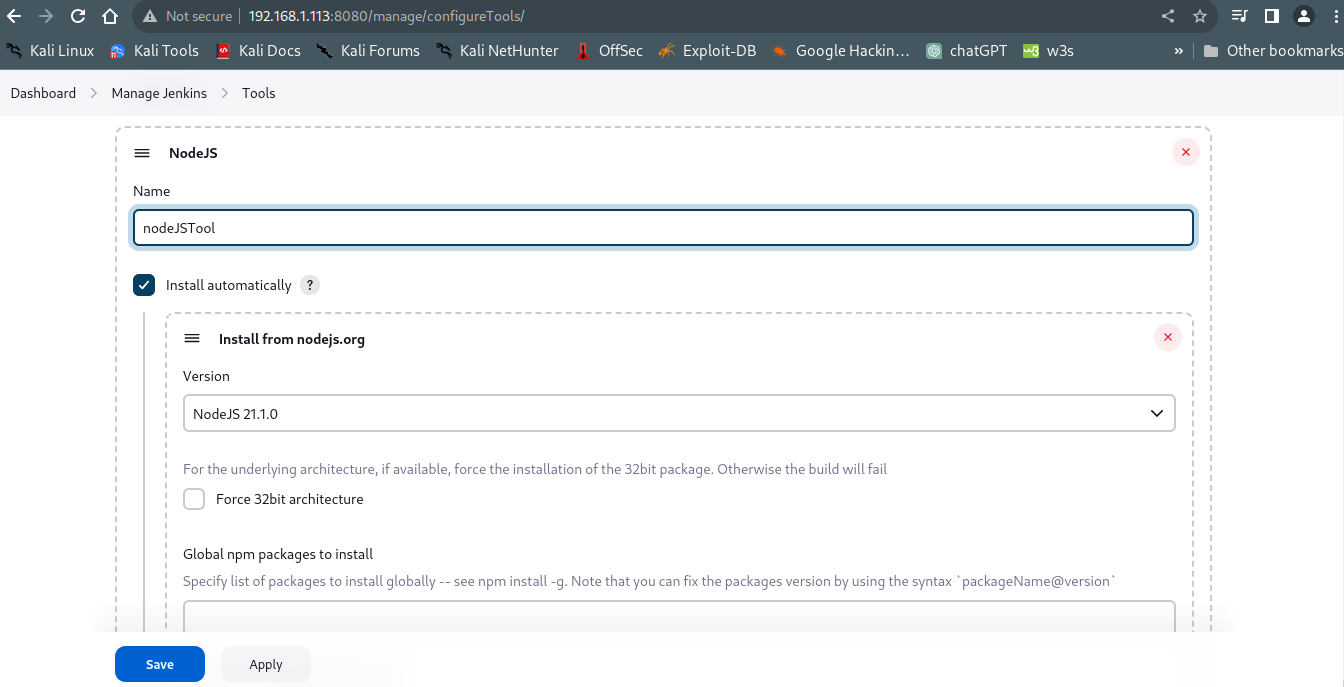 Not secure 192.168.1.113:8080/manage/configureTools/
Kali Linux Kali Tools Kali Docs Kali Forums Kali NetHunter OffSec Exploit-DB Google Hackin... chatGPT w3s » Other bookmarks
Dashboard > Manage Jenkins > Tools
NodeJS
Name
nodeJSTool
Install automatically ?
Install from nodejs.org
Version
NodeJS 21.1.0
For the underlying architecture, if available, force the installation of the 32bit package. Otherwise the build will fail
Force 32bit architecture
Global npm packages to install
Specify list of packages to install globally -- see npm install -g. Note that you can fix the packages version by using the syntax `packageName@version`
Save Apply